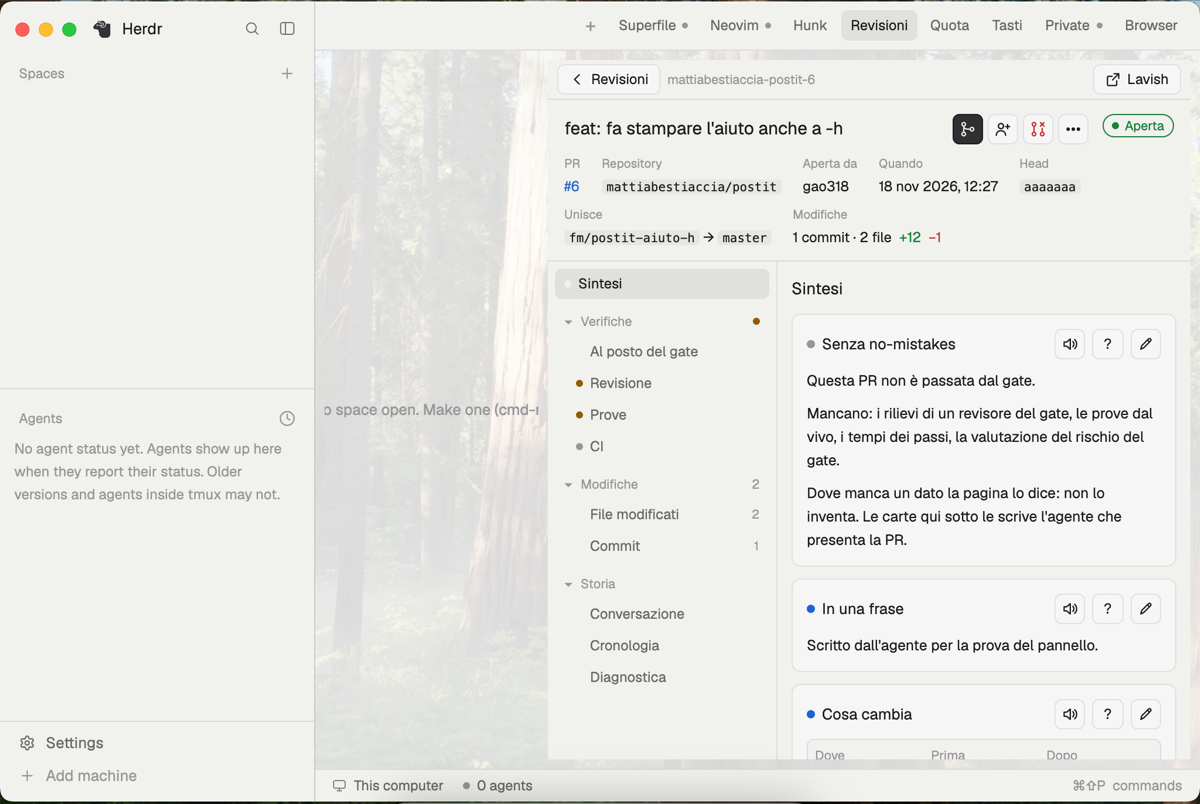 Herdr
Spaces
Agents
No agent status yet. Agents show up here
when they report their status. Older
versions and agents inside tmux may not.
Settings
Add machine
Superfile
Neovim
Hunk
Revisioni
Quota
Tasti
Private
Browser
Revisioni
mattiabestiaccia-postit-6
Lavish
feat: fa stampare l'aiuto anche a -h
Aperta
PR
Repository
Aperta da
Quando
Head
#6
mattiabestiaccia/postit
gao318
18 nov 2026, 12:27
aaaaaaa
Unisce
Modifiche
fm/postit-aiuto-h → master
1 commit · 2 file +12 −1
space open. Make one (cmd-
Sintesi
Verifiche
Al posto del gate
Revisione
Prove
CI
Modifiche 2
File modificati 2
Commit 1
Storia
Conversazione
Cronologia
Diagnostica
Sintesi
Senza no-mistakes
?
Questa PR non è passata dal gate.
Mancano: i rilievi di un revisore del gate, le prove dal
vivo, i tempi dei passi, la valutazione del rischio del
gate.
Dove manca un dato la pagina lo dice: non lo
inventa. Le carte qui sotto le scrive l'agente che
presenta la PR.
In una frase
?
Scritto dall'agente per la prova del pannello.
Cosa cambia
?
Dove
Prima
Dopo
This computer
0 agents
⌘⇧P commands